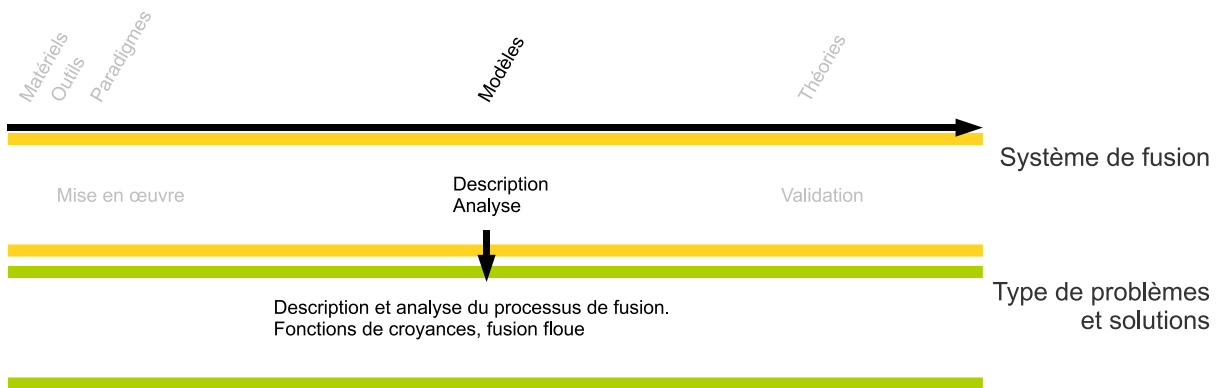 Matériels
Outils
Paradigmes
Modèles
Théories
Système de fusion
Mise en œuvre
Description
Analyse
Validation
Description et analyse du processus de fusion.
Fonctions de croyances, fusion floue
Type de problèmes
et solutions